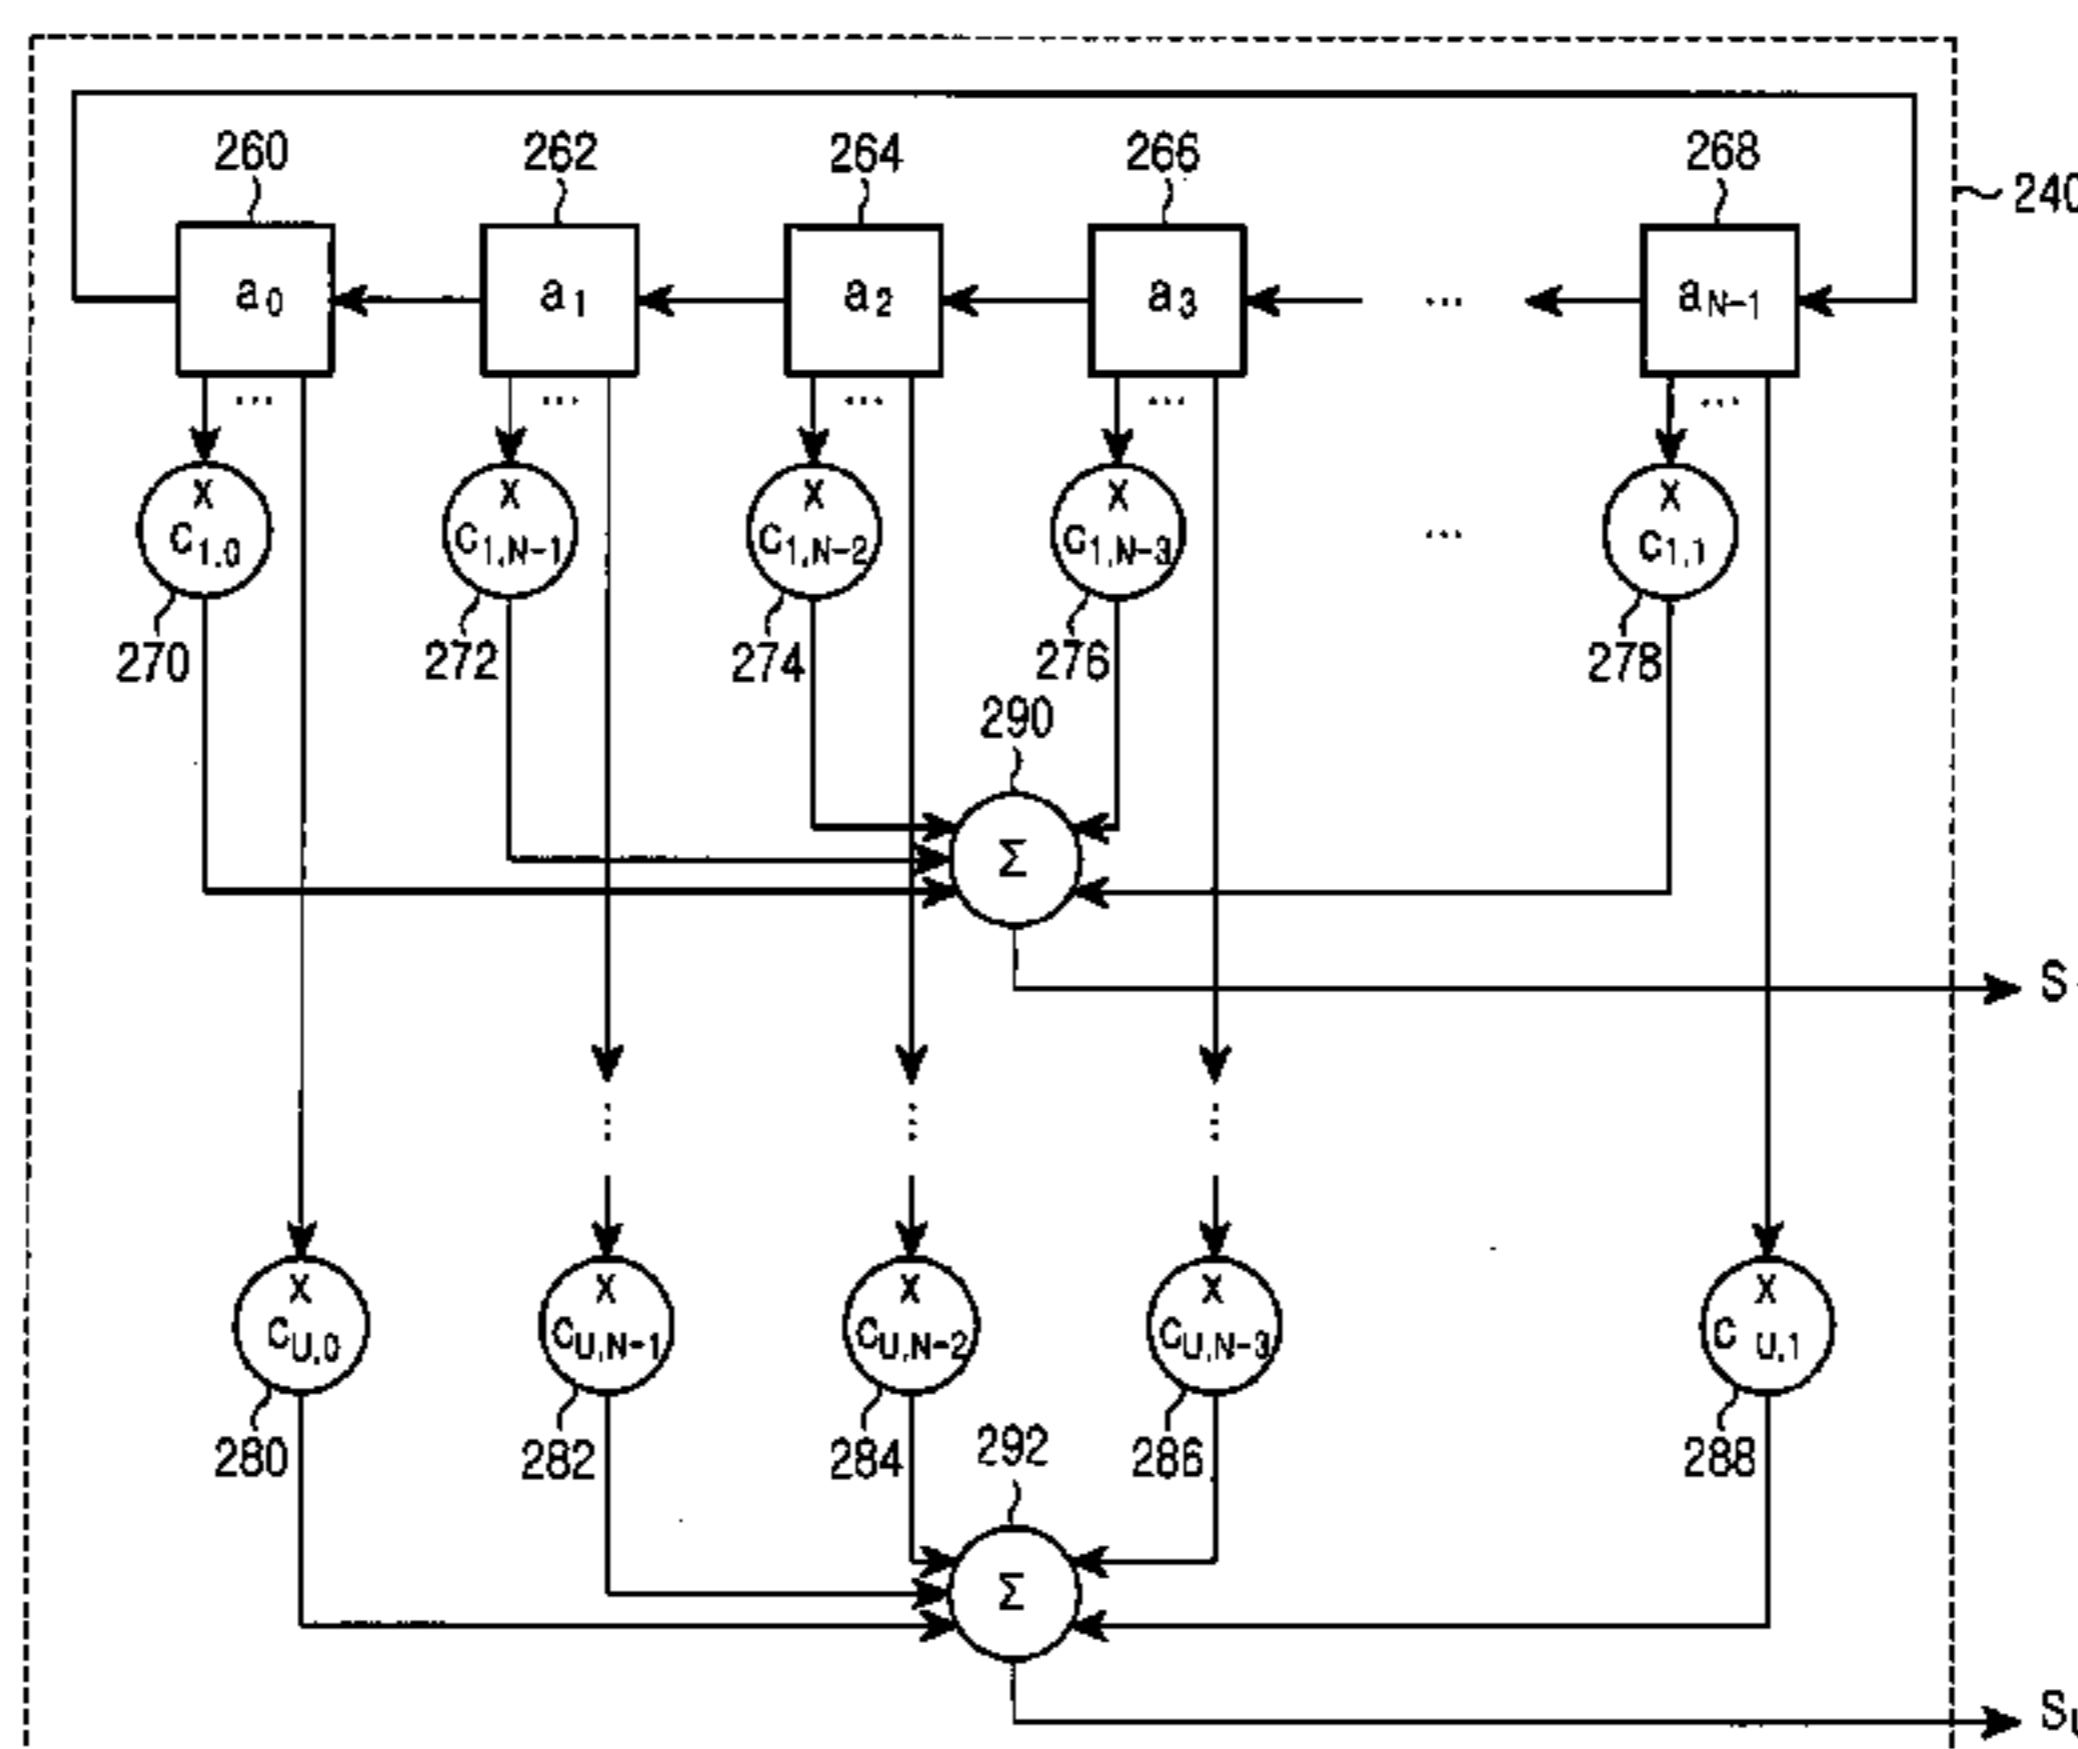 260 262 264 266 268
240
a0 a1 a2 a3 ... aN-1
... ... ... ... ...
X X X X X
C1,0 C1,N-1 C1,N-2 C1,N-3 ... C1,1
270 272 274 276 278
290
Σ
S
... ... ...
X X X X X
CU,0 CU,N-1 CU,N-2 CU,N-3 CU,1
280 282 284 286 288
292
Σ
SU